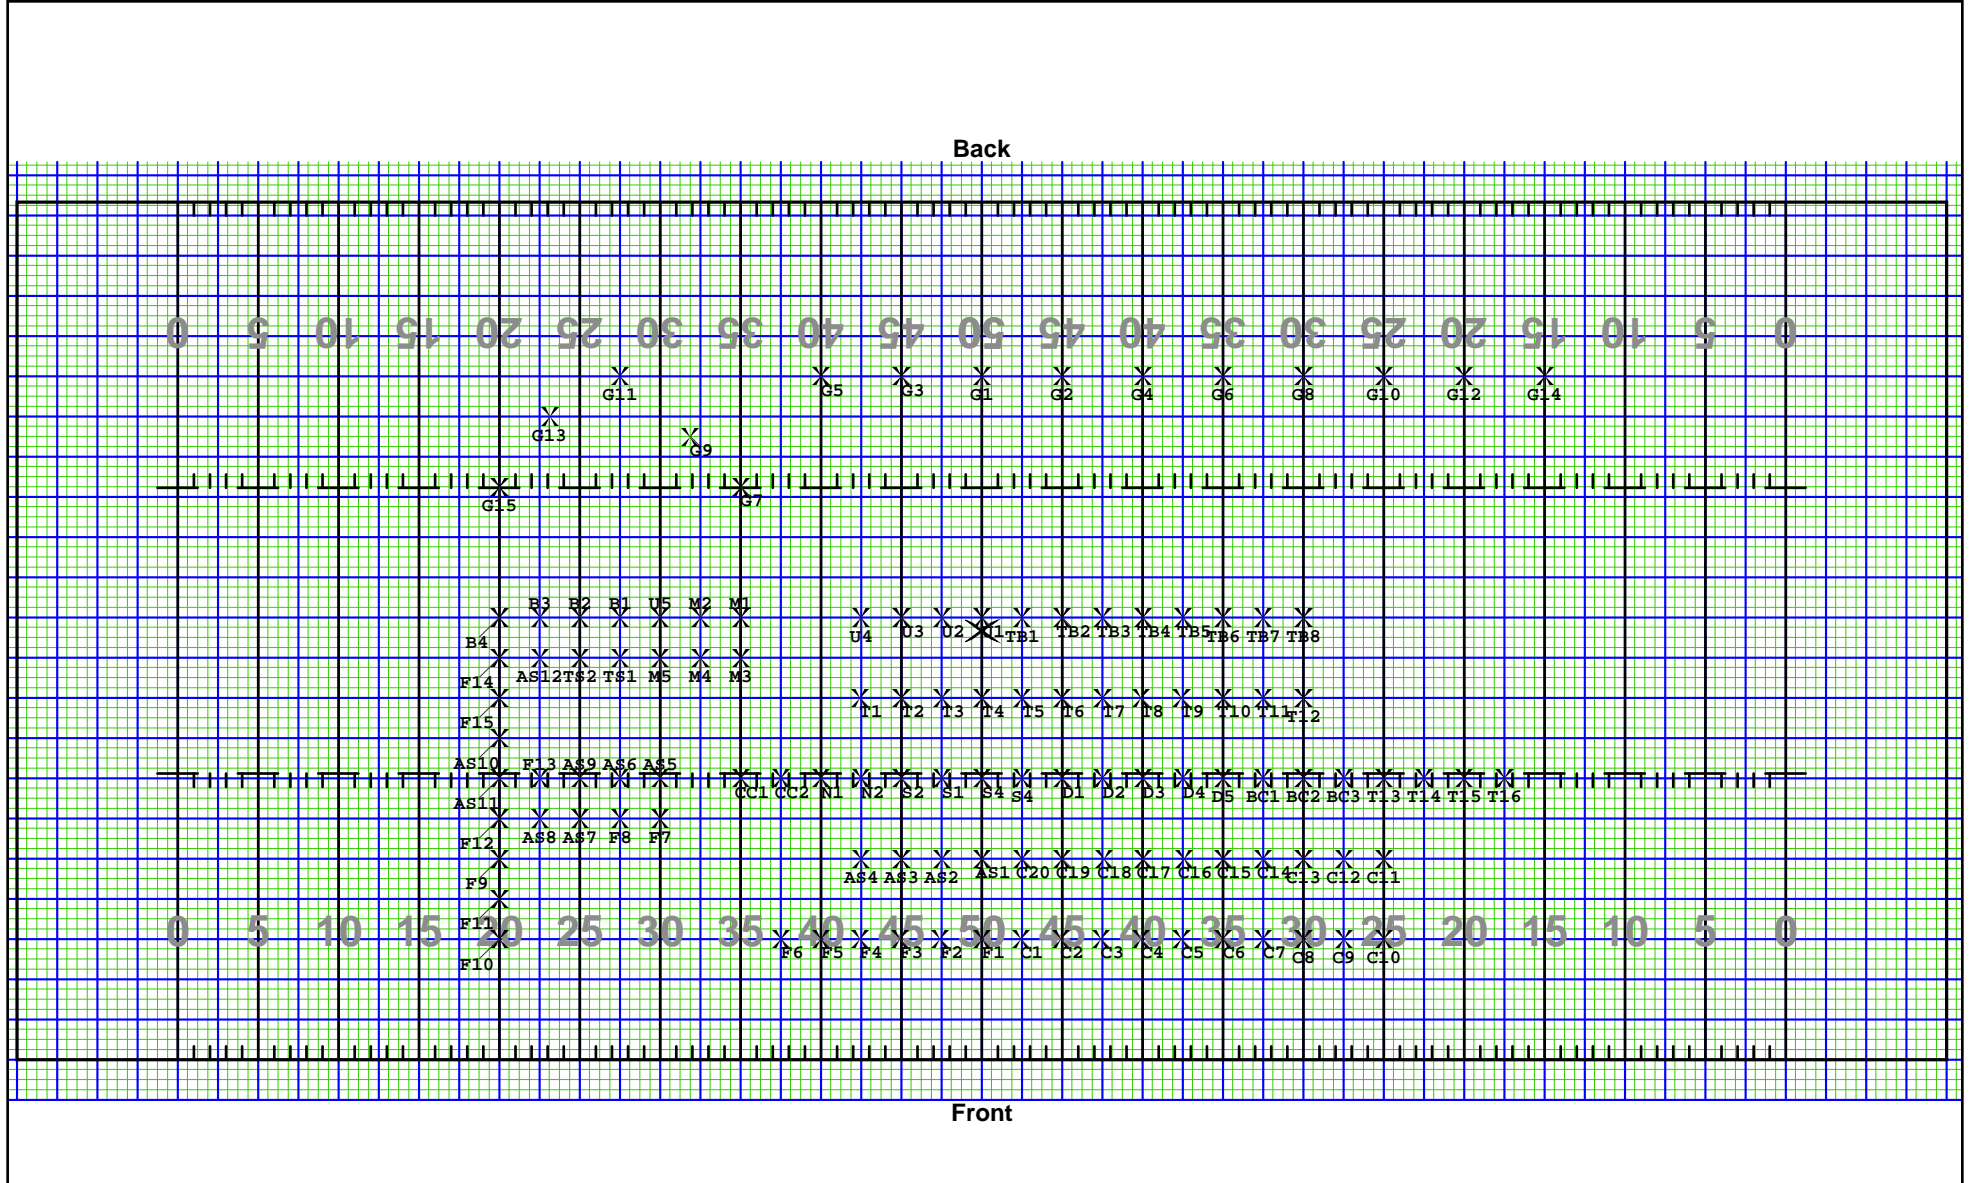 Back
0 5 10 15 20 25 30 35 40 45 50 45 40 35 30 25 20 15 10 5 0
G11 G5 G3 G1 G2 G4 G6 G8 G10 G12 G14
G13
G9
G15 G7
B3 B2 B1 U5 M2 M1
B4 U4 U3 U2 U1 TB1 TB2 TB3 TB4 TB5 TB6 TB7 TB8
F14 AS12 TS2 TS1 M5 M4 M3
F15 T1 T2 T3 T4 T5 T6 T7 T8 T9 T10 T11 T12
AS10 F13 AS9 AS6 AS5
AS11 CC1 CC2 N1 N2 S2 S1 S4 S4 D1 D2 D3 D4 D5 BC1 BC2 BC3 T13 T14 T15 T16
F12 AS8 AS7 F8 F7
F9 AS4 AS3 AS2 AS1 C20 C19 C18 C17 C16 C15 C14 C13 C12 C11
F11
0 5 10 15 20 25 30 35 40 45 50 45 40 35 30 25 20 15 10 5 0
F10 F6 F5 F4 F3 F2 F1 C1 C2 C3 C4 C5 C6 C7 C8 C9 C10
Front